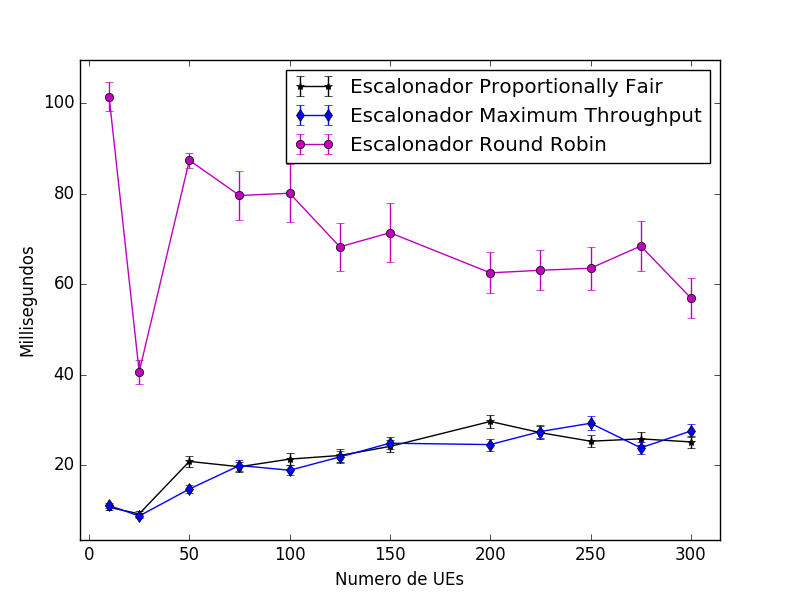 Escalonador Proportionally Fair
Escalonador Maximum Throughput
Escalonador Round Robin
100
80
60
40
20
Millisegundos
0 50 100 150 200 250 300
Numero de UEs